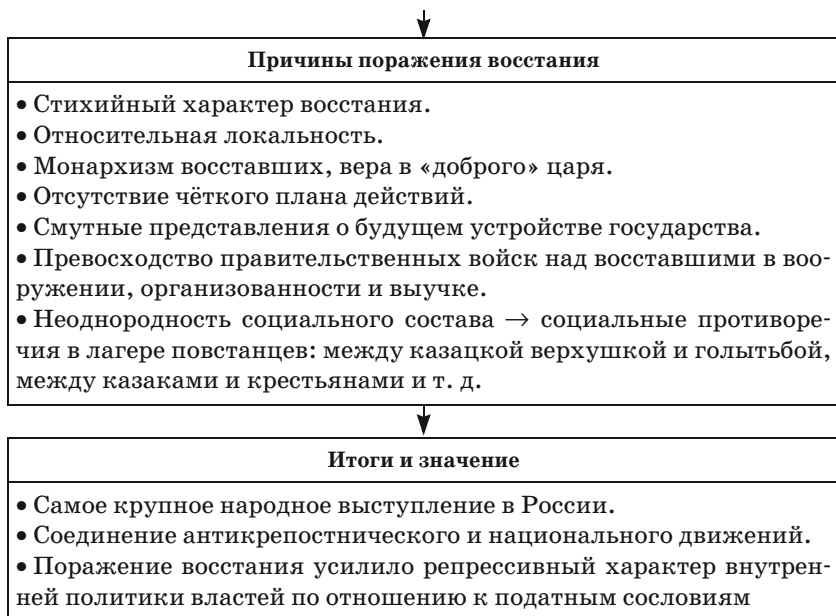 Причины поражения восстания
• Стихийный характер восстания.
• Относительная локальность.
• Монархизм восставших, вера в «доброго» царя.
• Отсутствие чёткого плана действий.
• Смутные представления о будущем устройстве государства.
• Превосходство правительственных войск над восставшими в воо-
ружении, организованности и выучке.
• Неоднородность социального состава → социальные противоре-
чия в лагере повстанцев: между казацкой верхушкой и голытьбой,
между казаками и крестьянами и т. д.
Итоги и значение
• Самое крупное народное выступление в России.
• Соединение антикрепостнического и национального движений.
• Поражение восстания усилило репрессивный характер внутрен-
ней политики властей по отношению к податным сословиям